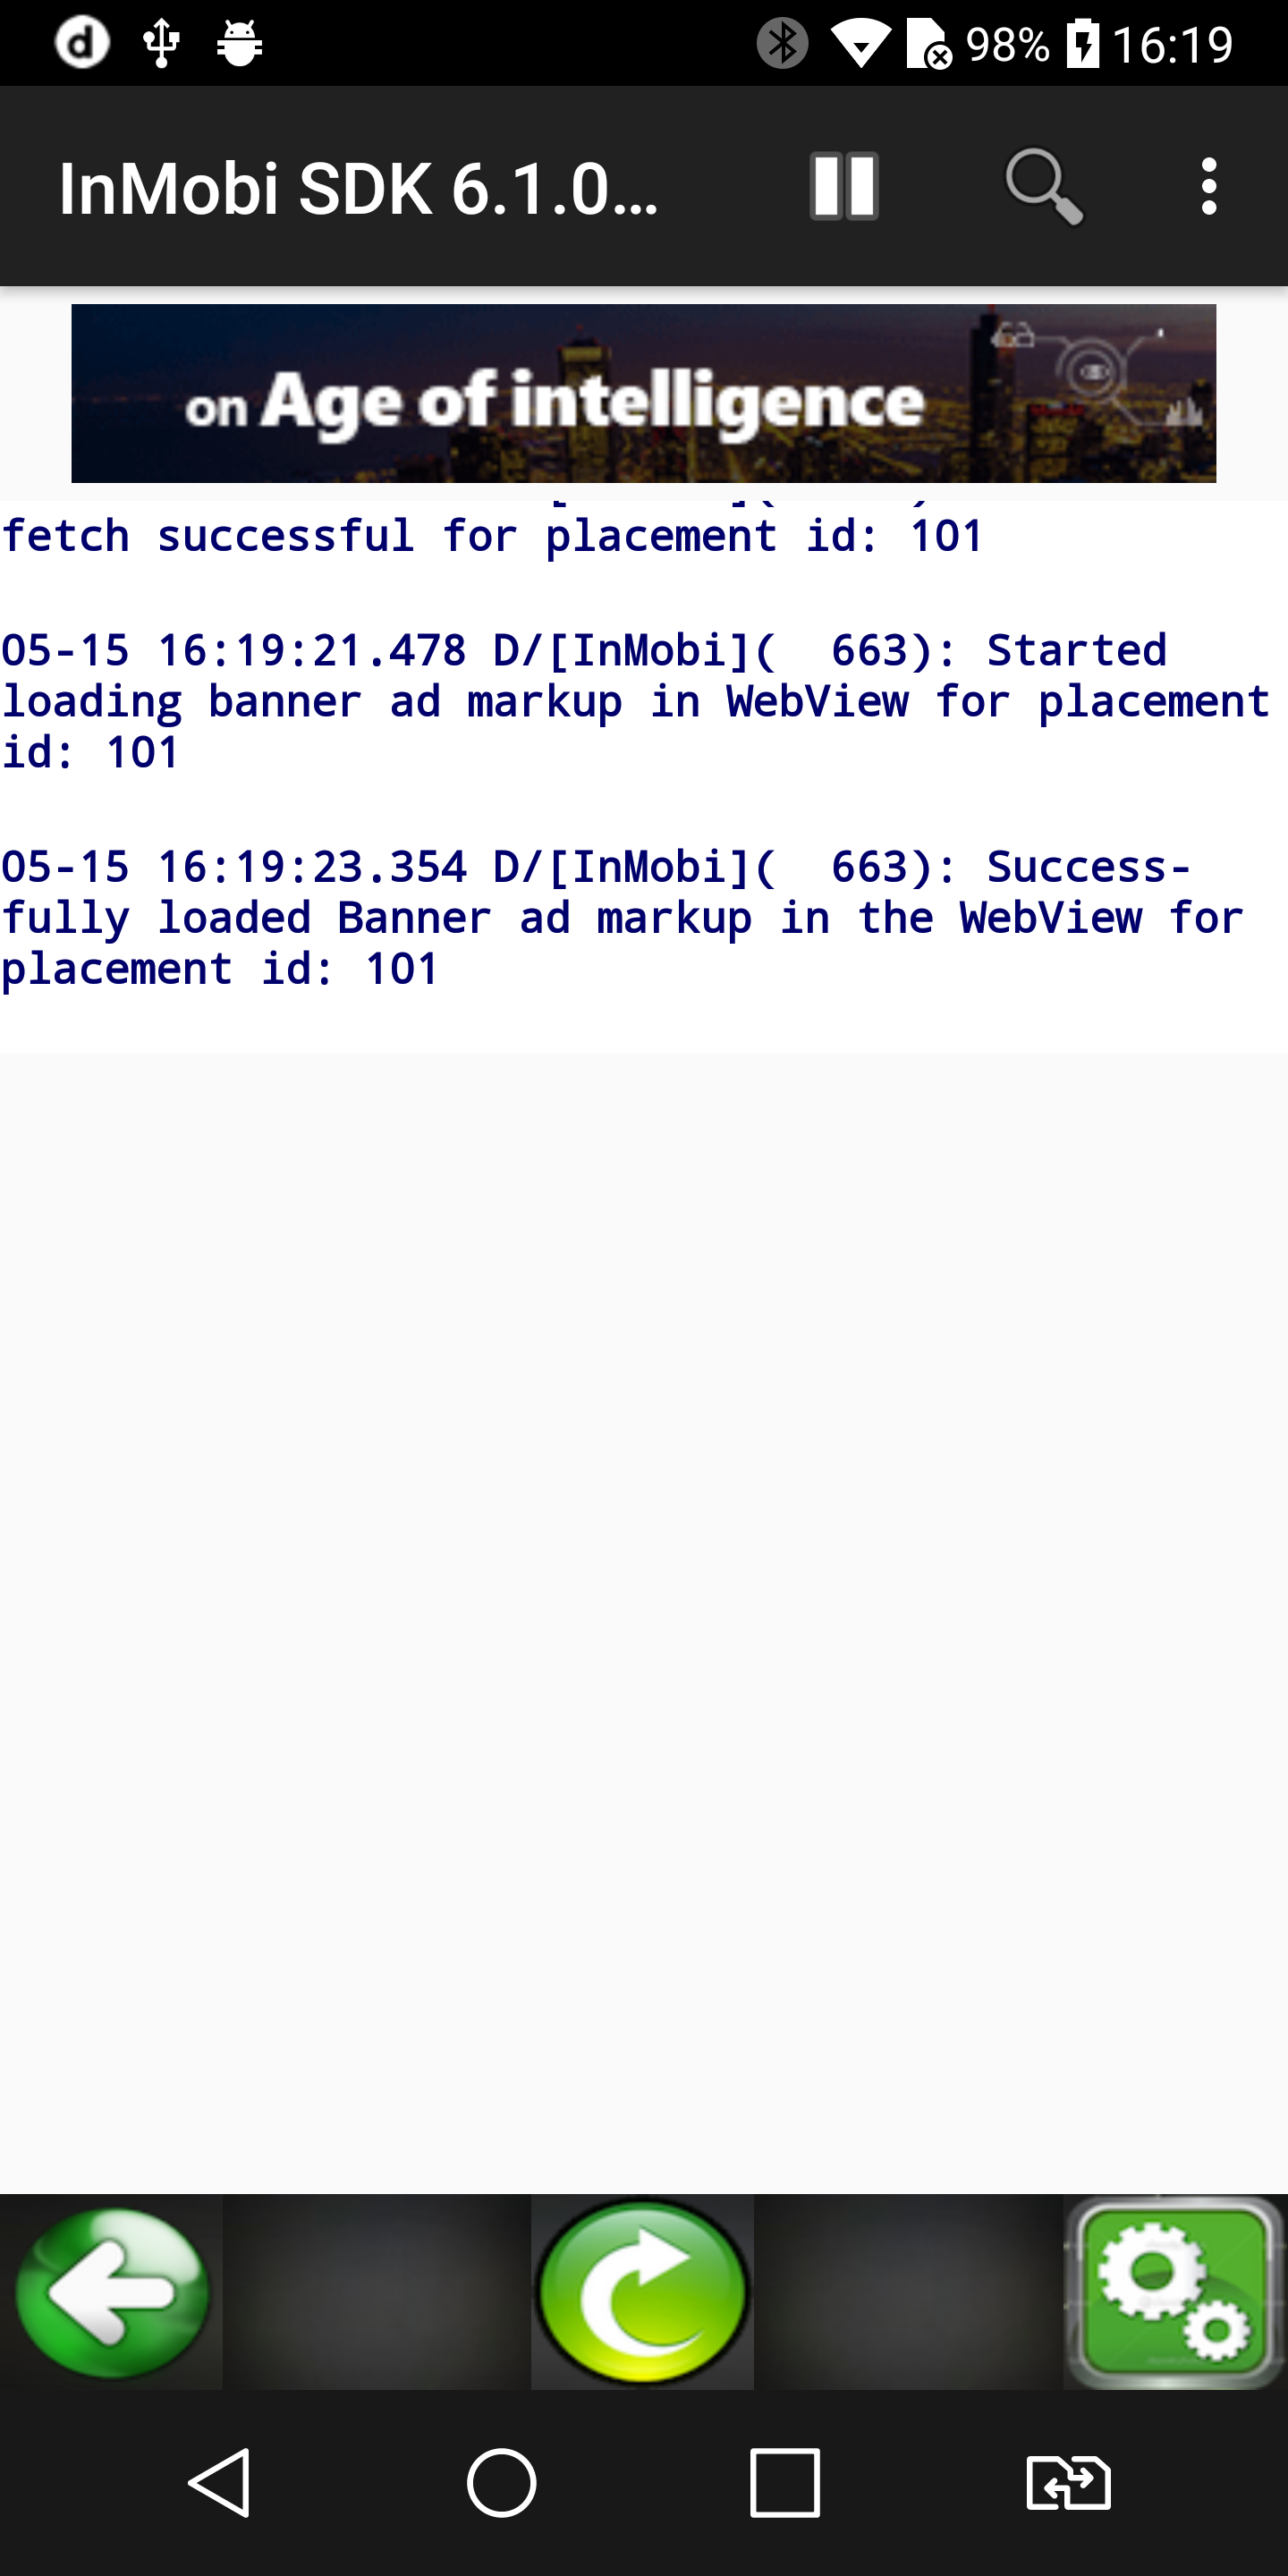 d 98% 16:19
InMobi SDK 6.1.0...
on Age of intelligence
fetch successful for placement id: 101
05-15 16:19:21.478 D/[InMobi](  663): Started
loading banner ad markup in WebView for placement
id: 101
05-15 16:19:23.354 D/[InMobi](  663): Success-
fully loaded Banner ad markup in the WebView for
placement id: 101